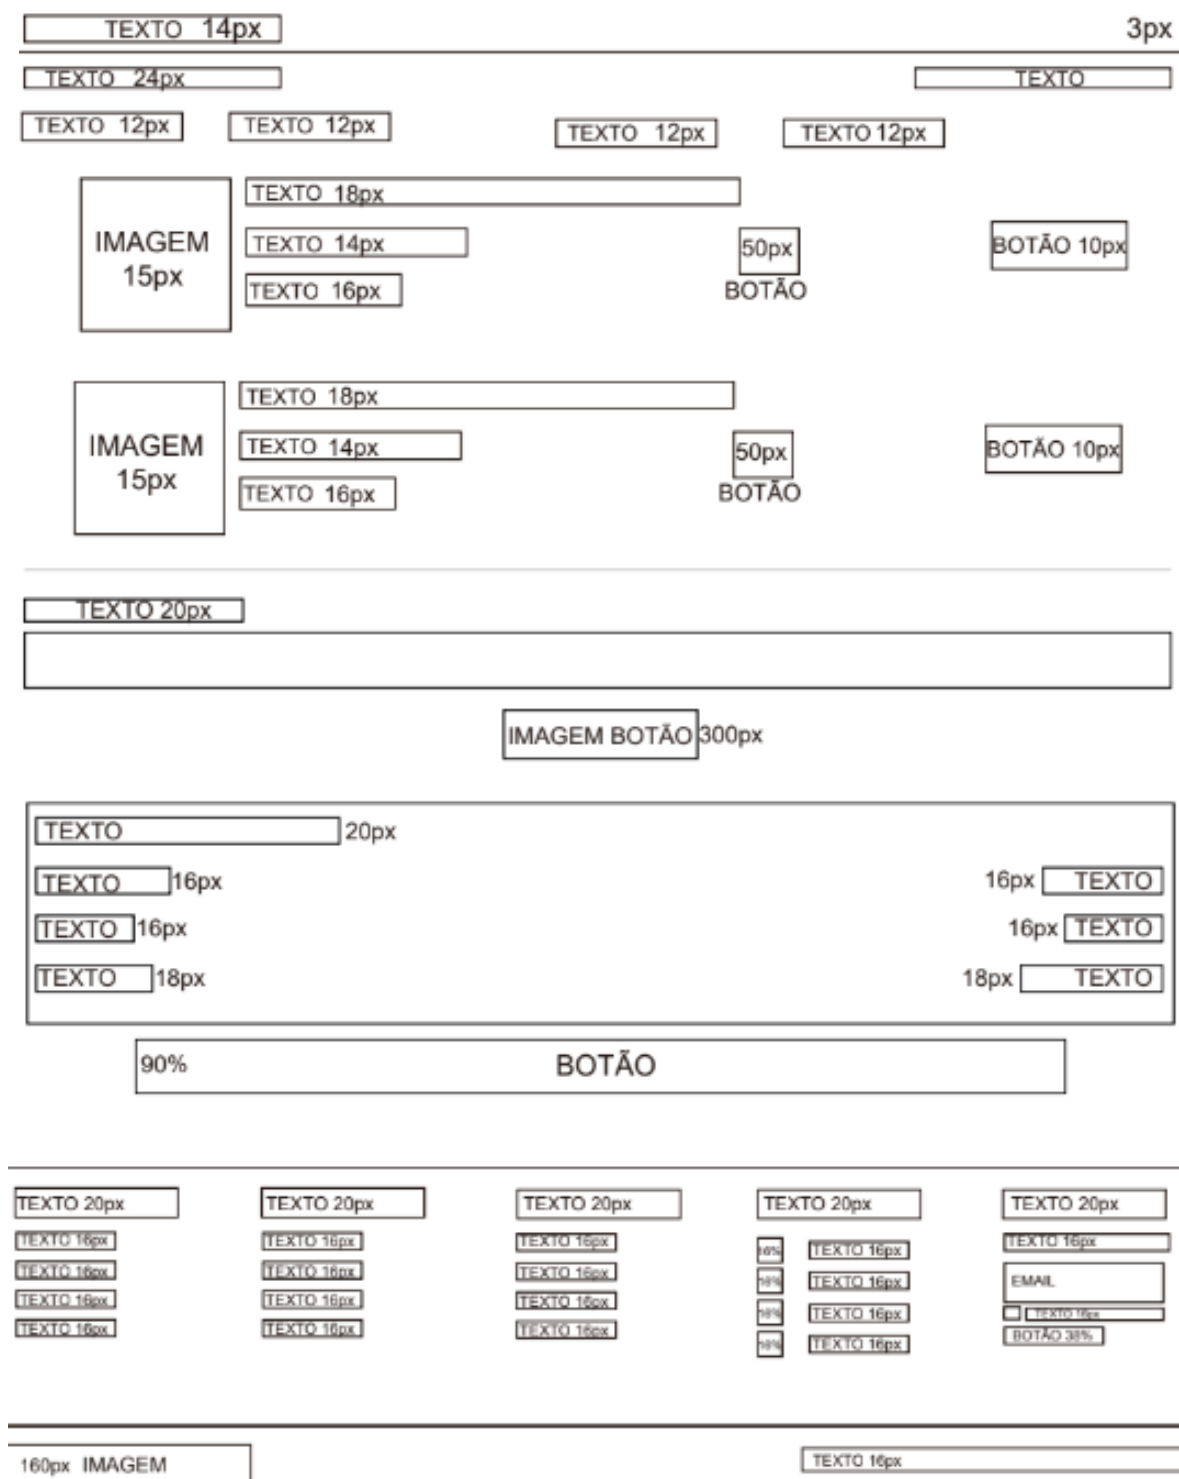 TEXTO 14px 3px
TEXTO 24px TEXTO
TEXTO 12px TEXTO 12px TEXTO 12px TEXTO 12px
IMAGEM
15px
TEXTO 18px
TEXTO 14px
TEXTO 16px
50px
BOTÃO
BOTÃO 10px
IMAGEM
15px
TEXTO 18px
TEXTO 14px
TEXTO 16px
50px
BOTÃO
BOTÃO 10px
TEXTO 20px
IMAGEM BOTÃO 300px
TEXTO 20px
TEXTO 16px 16px TEXTO
TEXTO 16px 16px TEXTO
TEXTO 18px 18px TEXTO
90% BOTÃO
TEXTO 20px
TEXTO 16px
TEXTO 16px
TEXTO 16px
TEXTO 16px
TEXTO 20px
TEXTO 16px
TEXTO 16px
TEXTO 16px
TEXTO 16px
TEXTO 20px
TEXTO 16px
TEXTO 16px
TEXTO 16px
TEXTO 16px
TEXTO 20px
TEXTO 16px
TEXTO 16px
TEXTO 16px
TEXTO 16px
TEXTO 20px
TEXTO 16px
EMAIL
TEXTO 16px
BOTÃO 38%
160px IMAGEM TEXTO 16px